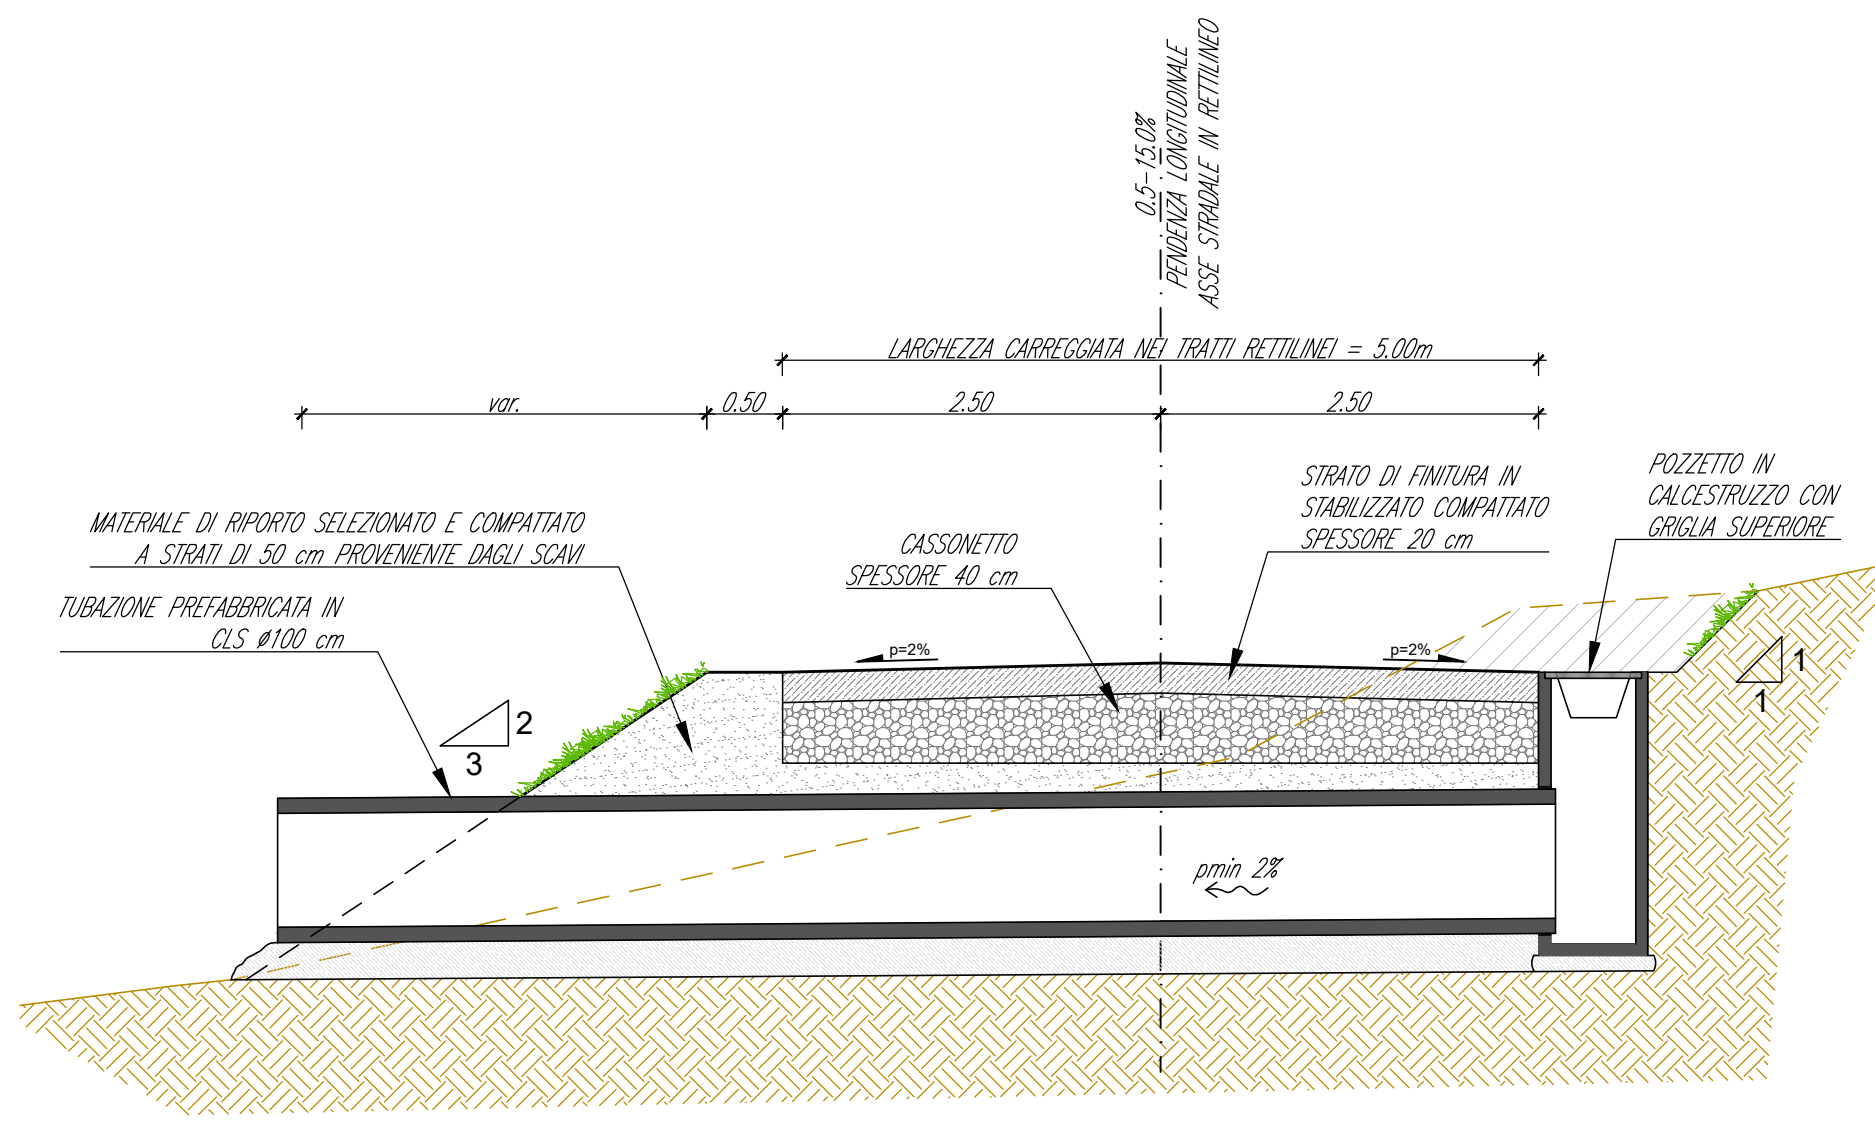 0.5-15.0%
PENDENZA LONGITUDINALE
ASSE STRADALE IN RETTILINEO
LARGHEZZA CARREGGIATA NEI TRATTI RETTILINEI = 5.00m
var.
0.50
2.50
2.50
MATERIALE DI RIPORTO SELEZIONATO E COMPATTATO
A STRATI DI 50 cm PROVENIENTE DAGLI SCAVI
TUBAZIONE PREFABBRICATA IN
CLS ø100 cm
CASSONETTO
SPESSORE 40 cm
STRATO DI FINITURA IN
STABILIZZATO COMPATTATO
SPESSORE 20 cm
POZZETTO IN
CALCESTRUZZO CON
GRIGLIA SUPERIORE
p=2%
p=2%
2
3
1
1
pmin 2%